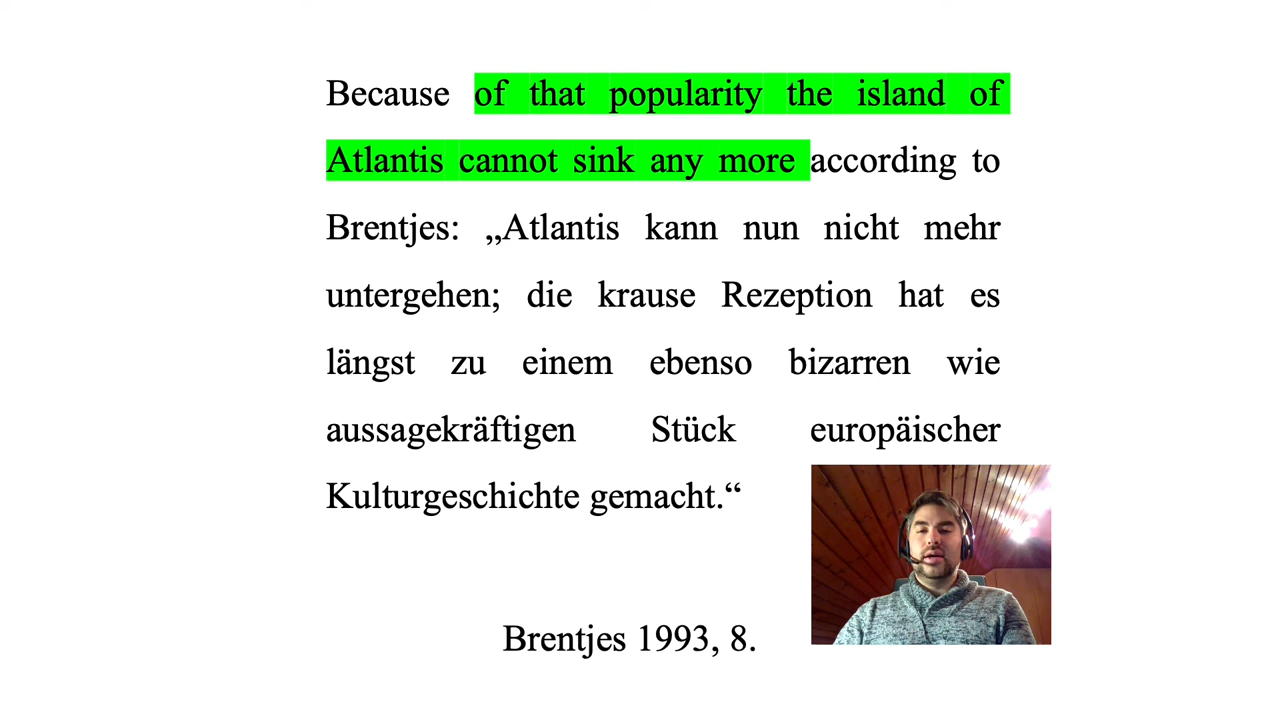 Because of that popularity the island of
Atlantis cannot sink any more according to
Brentjes: „Atlantis kann nun nicht mehr
untergehen; die krause Rezeption hat es
längst zu einem ebenso bizarren wie
aussagekräftigen Stück europäischer
Kulturgeschichte gemacht.“
Brentjes 1993, 8.